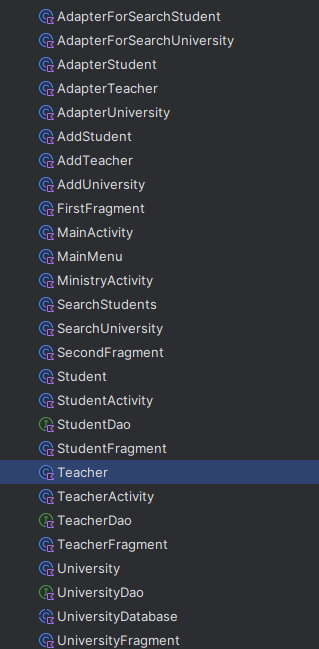 AdapterForSearchStudent
AdapterForSearchUniversity
AdapterStudent
AdapterTeacher
AdapterUniversity
AddStudent
AddTeacher
AddUniversity
FirstFragment
MainActivity
MainMenu
MinistryActivity
SearchStudents
SearchUniversity
SecondFragment
Student
StudentActivity
StudentDao
StudentFragment
Teacher
TeacherActivity
TeacherDao
TeacherFragment
University
UniversityDao
UniversityDatabase
UniversityFragment